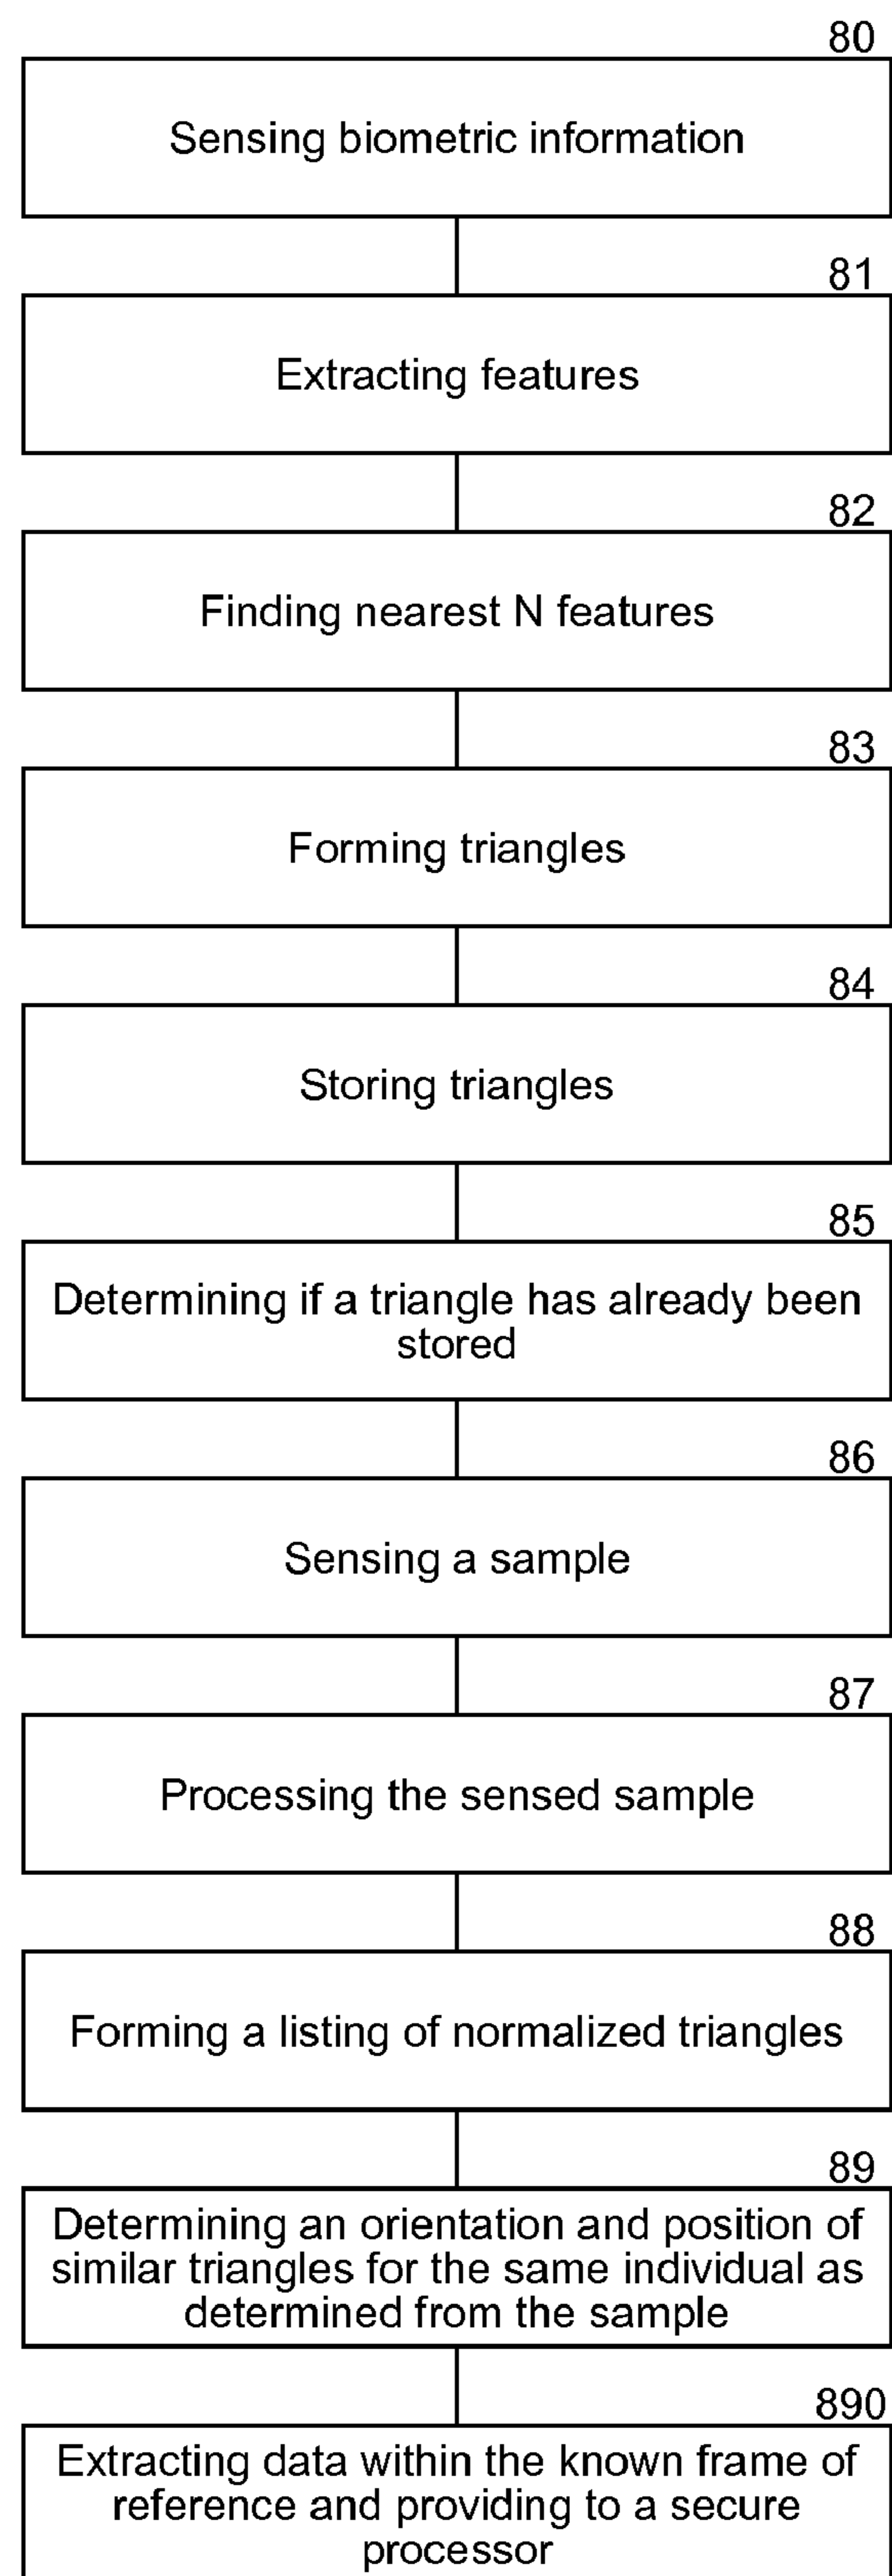 80
Sensing biometric information
81
Extracting features
82
Finding nearest N features
83
Forming triangles
84
Storing triangles
85
Determining if a triangle has already been
stored
86
Sensing a sample
87
Processing the sensed sample
88
Forming a listing of normalized triangles
89
Determining an orientation and position of
similar triangles for the same individual as
determined from the sample
890
Extracting data within the known frame of
reference and providing to a secure
processor